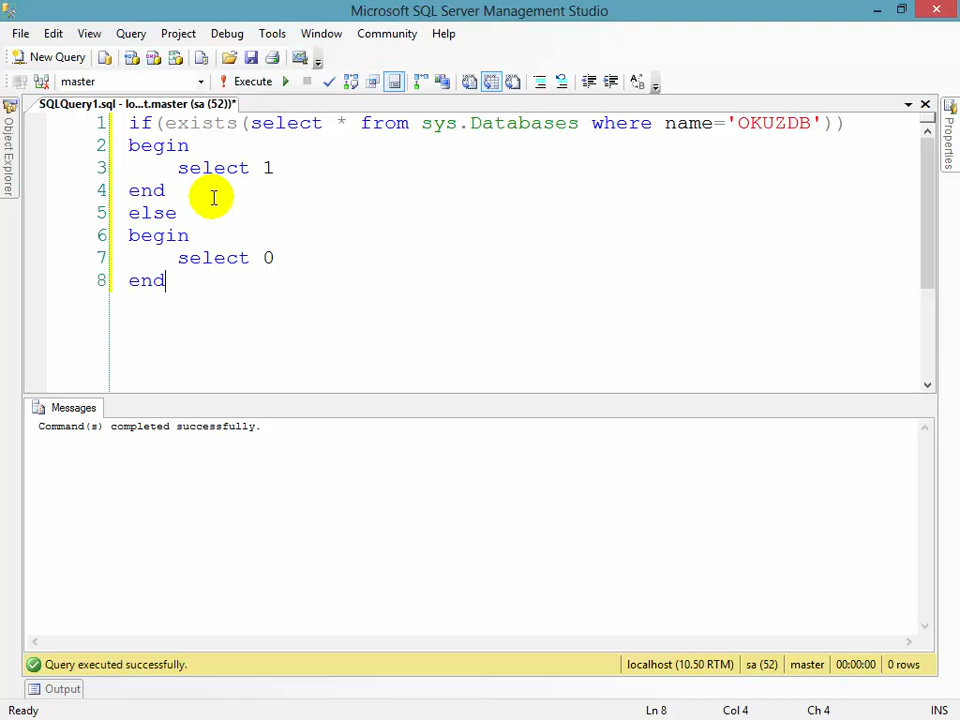 Microsoft SQL Server Management Studio
File Edit View Query Project Debug Tools Window Community Help
New Query
master Execute
SQLQuery1.sql - lo...t.master (sa (52))*
Object Explorer
Properties
1 if(exists(select * from sys.Databases where name='OKUZDB'))
2 begin
3 select 1
4 end
5 else
6 begin
7 select 0
8 end
Messages
Command(s) completed successfully.
Query executed successfully. localhost (10.50 RTM) sa (52) master 00:00:00 0 rows
Output
Ready Ln 8 Col 4 Ch 4 INS